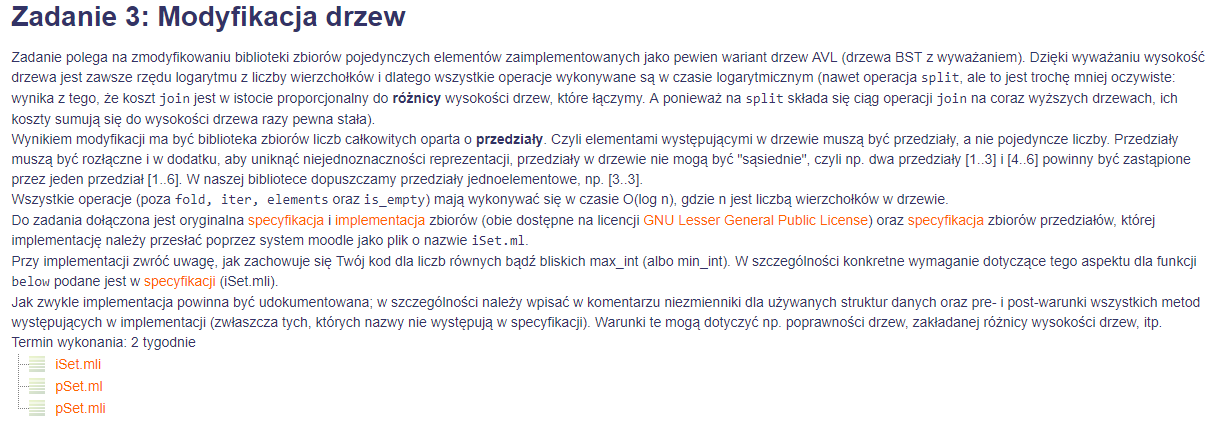 Zadanie 3: Modyfikacja drzew
Zadanie polega na zmodyfikowaniu biblioteki zbiorów pojedynczych elementów zaimplementowanych jako pewien wariant drzew AVL (drzewa BST z wyważaniem). Dzięki wyważaniu wysokość
drzewa jest zawsze rzędu logarytmu z liczby wierzchołków i dlatego wszystkie operacje wykonywane są w czasie logarytmicznym (nawet operacja split, ale to jest trochę mniej oczywiste:
wynika z tego, że koszt join jest w istocie proporcjonalny do różnicy wysokości drzew, które łączymy. A ponieważ na split składa się ciąg operacji join na coraz wyższych drzewach, ich
koszty sumują się do wysokości drzewa razy pewna stała).
Wynikiem modyfikacji ma być biblioteka zbiorów liczb całkowitych oparta o przedziały. Czyli elementami występującymi w drzewie muszą być przedziały, a nie pojedyncze liczby. Przedziały
muszą być rozłączne i w dodatku, aby uniknąć niejednoznaczności reprezentacji, przedziały w drzewie nie mogą być "sąsiednie", czyli np. dwa przedziały [1..3] i [4..6] powinny być zastąpione
przez jeden przedział [1..6]. W naszej bibliotece dopuszczamy przedziały jednoelementowe, np. [3..3].
Wszystkie operacje (poza fold, iter, elements oraz is_empty) mają wykonywać się w czasie O(log n), gdzie n jest liczbą wierzchołków w drzewie.
Do zadania dołączona jest oryginalna specyfikacja i implementacja zbiorów (obie dostępne na licencji GNU Lesser General Public License) oraz specyfikacja zbiorów przedziałów, której
implementację należy przesłać poprzez system moodle jako plik o nazwie iSet.ml.
Przy implementacji zwróć uwagę, jak zachowuje się Twój kod dla liczb równych bądź bliskich max_int (albo min_int). W szczególności konkretne wymaganie dotyczące tego aspektu dla funkcji
below podane jest w specyfikacji (iSet.mli).
Jak zwykle implementacja powinna być udokumentowana; w szczególności należy wpisać w komentarzu niezmienniki dla używanych struktur danych oraz pre- i post-warunki wszystkich metod
występujących w implementacji (zwłaszcza tych, których nazwy nie występują w specyfikacji). Warunki te mogą dotyczyć np. poprawności drzew, zakładanej różnicy wysokości drzew, itp.
Termin wykonania: 2 tygodnie
iSet.mli
pSet.ml
pSet.mli